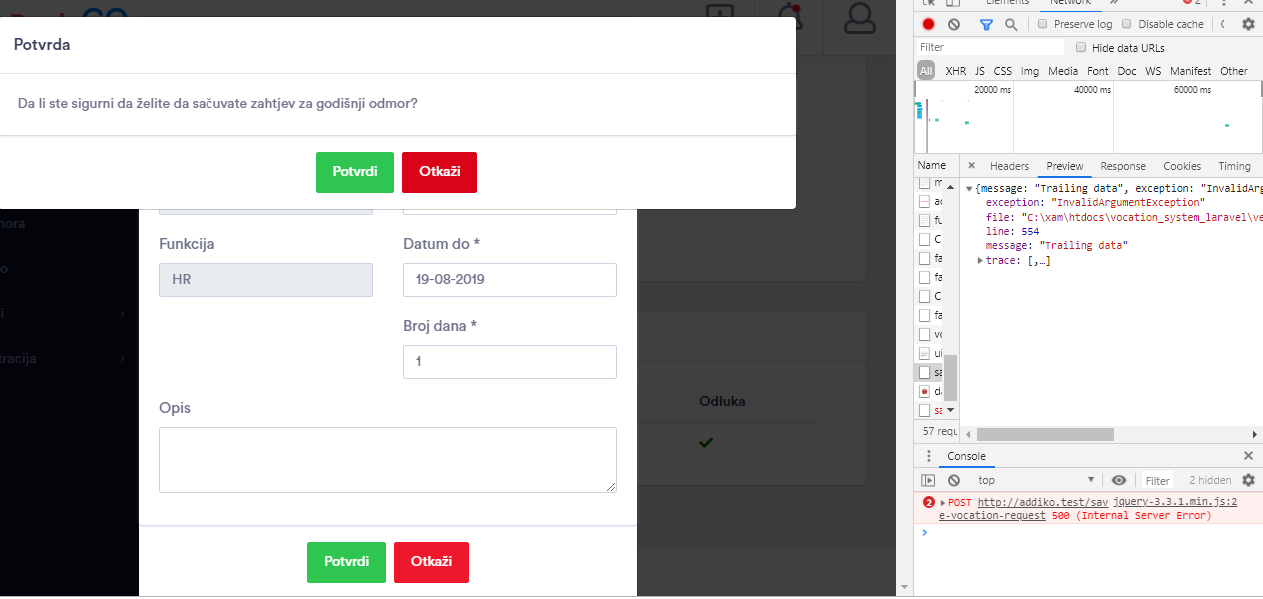 Potvrda
Da li ste sigurni da želite da sačuvate zahtjev za godišnji odmor?
Potvrdi Otkaži
Funkcija
HR
Datum do *
19-08-2019
Broj dana *
1
Opis
Potvrdi Otkaži
Odluka
Elements Network » 2
Preserve log Disable cache
Filter Hide data URLs
All XHR JS CSS Img Media Font Doc WS Manifest Other
20000 ms 40000 ms 60000 ms
Name × Headers Preview Response Cookies Timing
{message: "Trailing data", exception: "InvalidArg
exception: "InvalidArgumentException"
file: "C:\xam\htdocs\vocation_system_laravel\ve
line: 554
message: "Trailing data"
trace: [,…]
57 requ
Console
top Filter 2 hidden
2 POST http://addiko.test/sav jquery-3.3.1.min.js:2
e-vocation-request 500 (Internal Server Error)